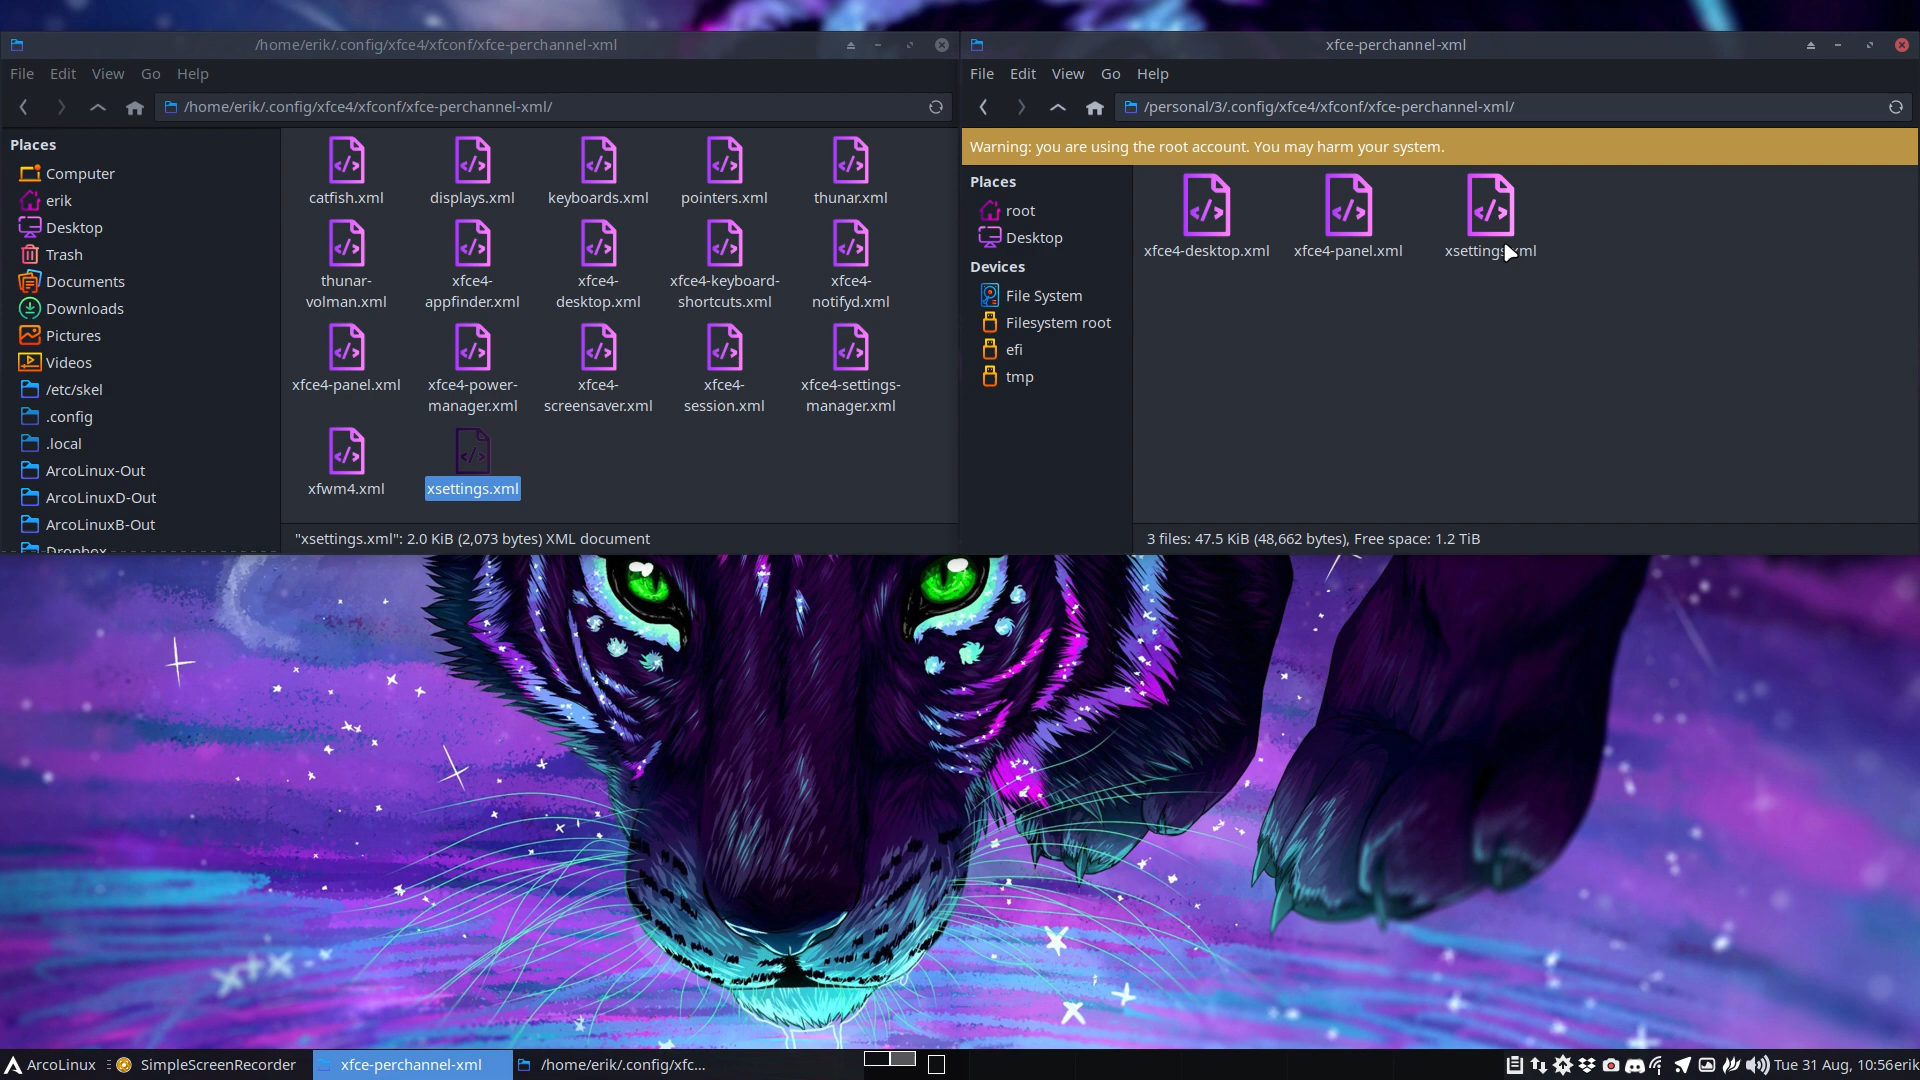 /home/erik/.config/xfce4/xfconf/xfce-perchannel-xml
File Edit View Go Help
/home/erik/.config/xfce4/xfconf/xfce-perchannel-xml/
Places
Computer
erik
Desktop
Trash
Documents
Downloads
Pictures
Videos
/etc/skel
.config
.local
ArcoLinux-Out
ArcoLinuxD-Out
ArcoLinuxB-Out
Dropbox
catfish.xml
displays.xml
keyboards.xml
pointers.xml
thunar.xml
thunar-
volman.xml
xfce4-
appfinder.xml
xfce4-
desktop.xml
xfce4-keyboard-
shortcuts.xml
xfce4-
notifyd.xml
xfce4-panel.xml
xfce4-power-
manager.xml
xfce4-
screensaver.xml
xfce4-
session.xml
xfce4-settings-
manager.xml
xfwm4.xml
xsettings.xml
"xsettings.xml": 2.0 KiB (2,073 bytes) XML document
xfce-perchannel-xml
File Edit View Go Help
/personal/3/.config/xfce4/xfconf/xfce-perchannel-xml/
Warning: you are using the root account. You may harm your system.
Places
root
Desktop
Devices
File System
Filesystem root
efi
tmp
xfce4-desktop.xml
xfce4-panel.xml
xsettings.xml
3 files: 47.5 KiB (48,662 bytes), Free space: 1.2 TiB
ArcoLinux
SimpleScreenRecorder
xfce-perchannel-xml
/home/erik/.config/xfc...
Tue 31 Aug, 10:56
erik